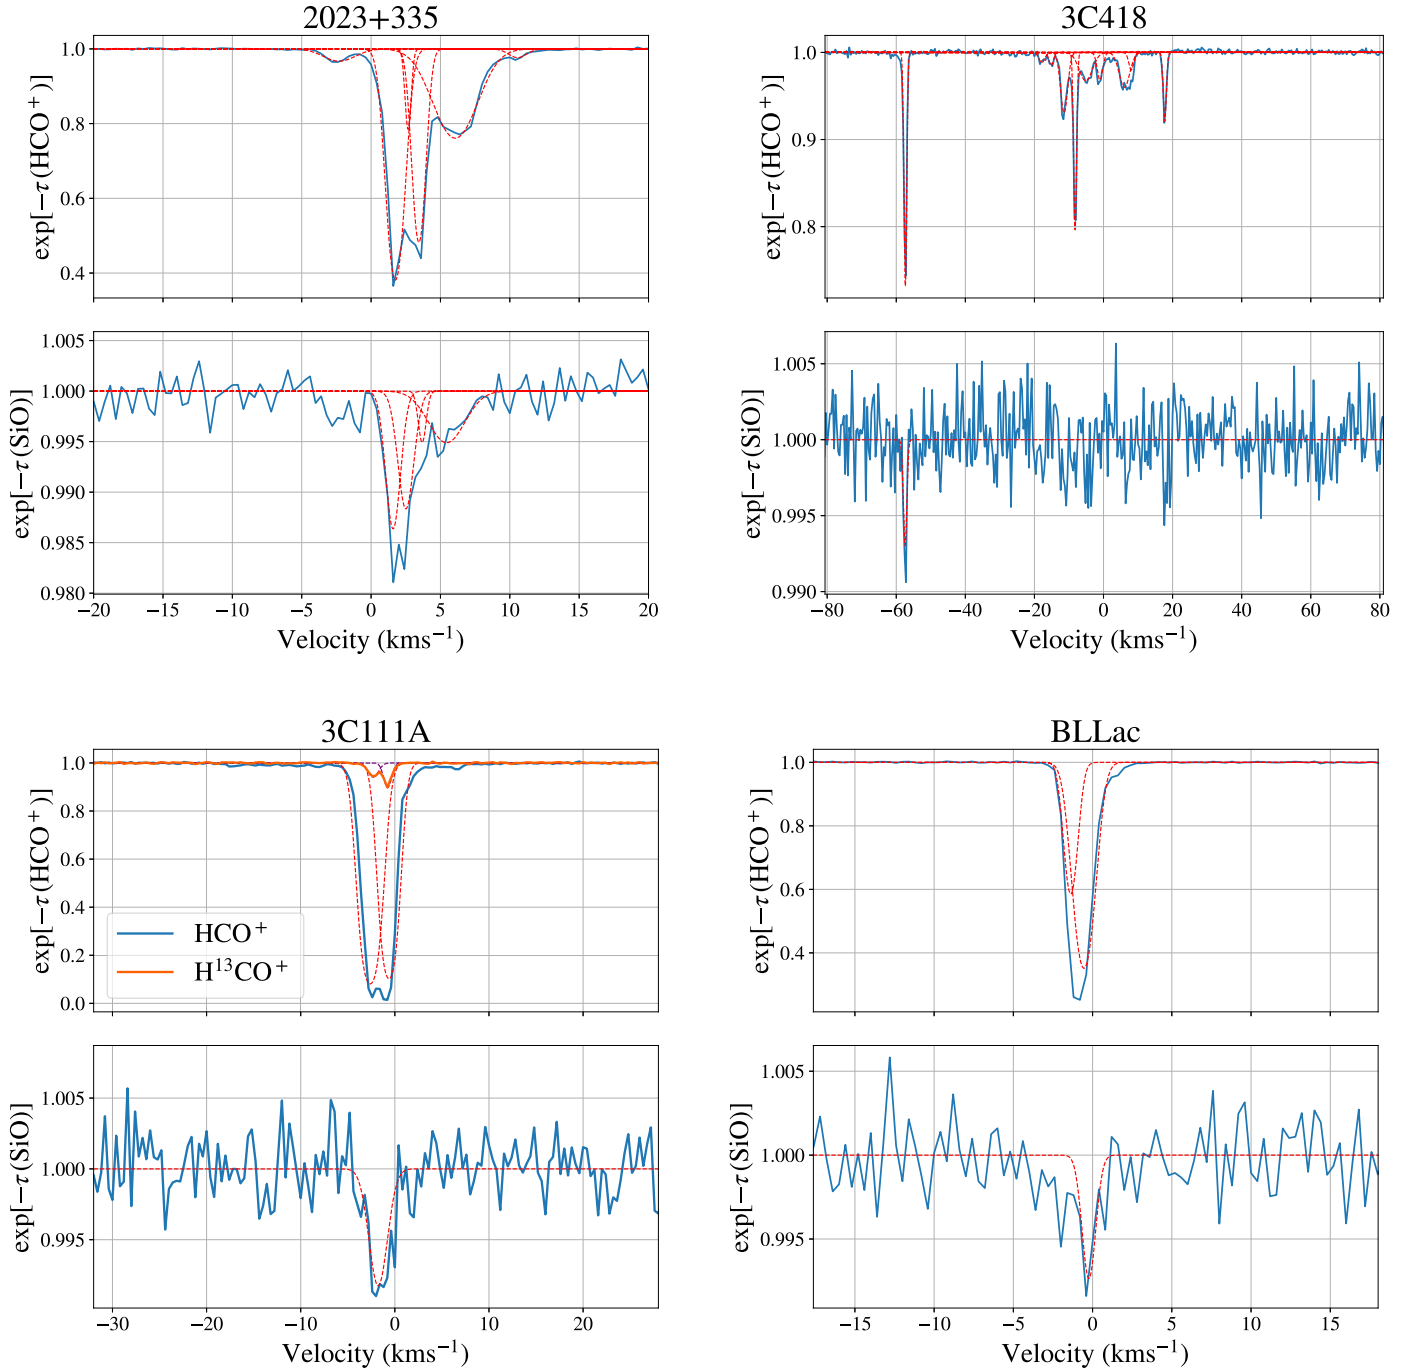 2023+335
exp[−τ(HCO⁺)]
1.0
0.8
0.6
0.4
exp[−τ(SiO)]
1.005
1.000
0.995
0.990
0.985
0.980
−20 −15 −10 −5 0 5 10 15 20
Velocity (kms⁻¹)
3C418
exp[−τ(HCO⁺)]
1.0
0.9
0.8
exp[−τ(SiO)]
1.005
1.000
0.995
0.990
−80 −60 −40 −20 0 20 40 60 80
Velocity (kms⁻¹)
3C111A
exp[−τ(HCO⁺)]
1.0
0.8
0.6
0.4
0.2
0.0
HCO⁺
H¹³CO⁺
exp[−τ(SiO)]
1.005
1.000
0.995
−30 −20 −10 0 10 20
Velocity (kms⁻¹)
BLLac
exp[−τ(HCO⁺)]
1.0
0.8
0.6
0.4
exp[−τ(SiO)]
1.005
1.000
0.995
−15 −10 −5 0 5 10 15
Velocity (kms⁻¹)